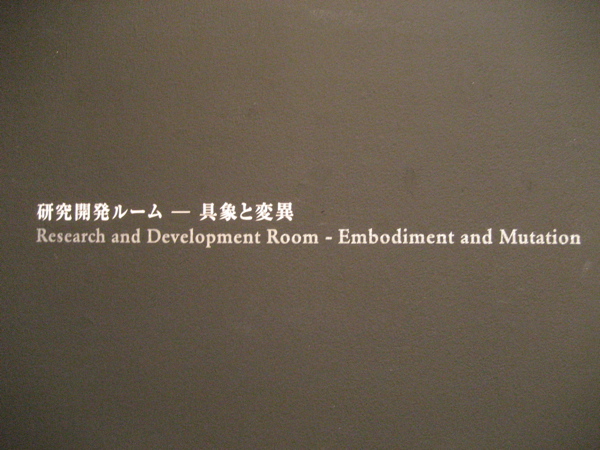 研究開発ルーム ― 具象と変異
Research and Development Room - Embodiment and Mutation